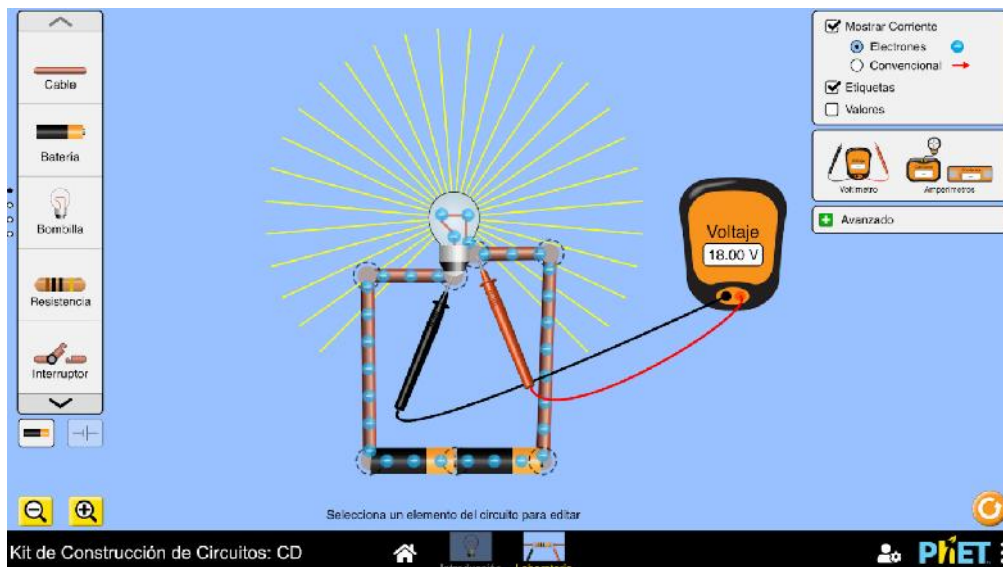 Cable
Batería
Bombilla
Resistencia
Interruptor
Mostrar Corriente
Electrones
Convencional
Etiquetas
Valores
Voltímetro
Amperímetros
Avanzado
Voltaje
18.00 V
Selecciona un elemento del circuito para editar
Kit de Construcción de Circuitos: CD
PhET